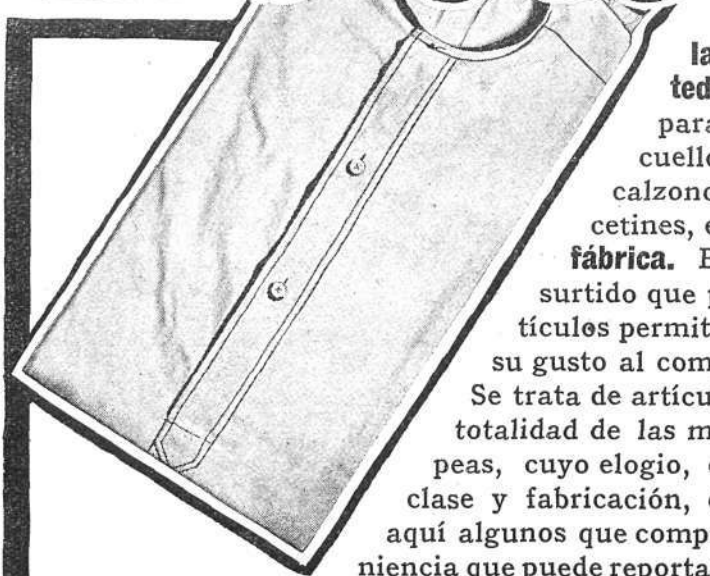 la
ted
para
cuello
calzonc
cetines, e
fábrica. E
surtido que p
tículos permit
su gusto al com
Se trata de artícu
totalidad de las m
peas, cuyo elogio, c
clase y fabricación, c
aquí algunos que comp
niencia que puede reporta